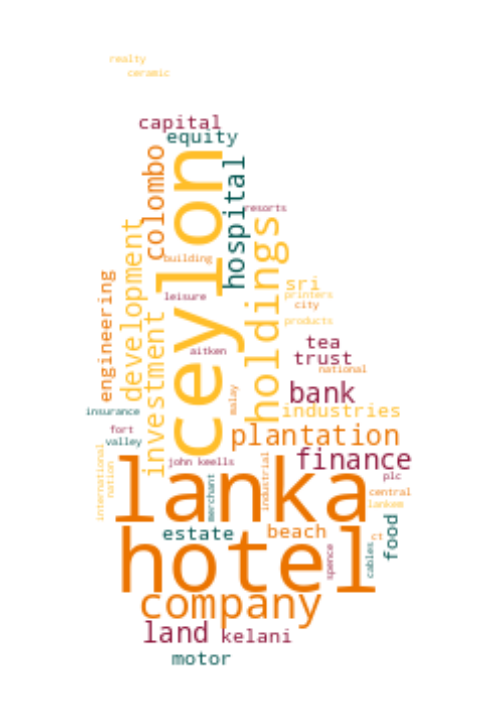 realty
ceramic
capital
equity
colombo
ceylon
hospital
resorts
holdings
development
building
engineering
leisure
sri
printers
city
investment
products
tea
aitken
trust
national
malay
bank
insurance
industries
fort
plantation
valley
international
nation
john keells
finance
industrial
merchant
plc
lanka
central
lankem
estate
beach
food
ct
hotel
spence
cables
company
land
kelani
motor